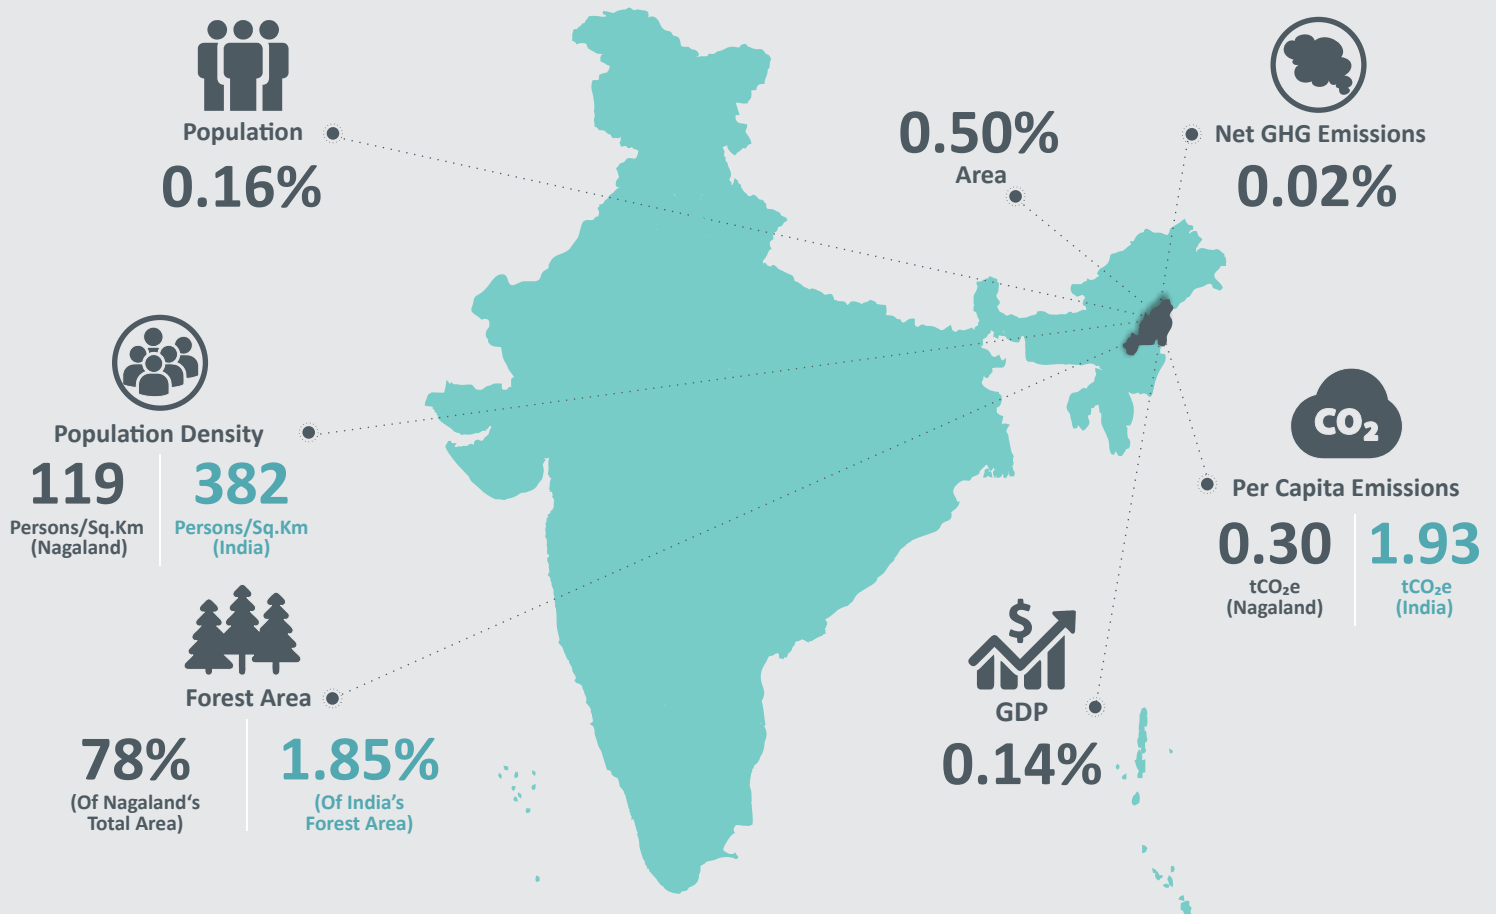 Population
0.16%
0.50%
Area
Net GHG Emissions
0.02%
Population Density
119
Persons/Sq.Km
(Nagaland)
382
Persons/Sq.Km
(India)
CO₂
Per Capita Emissions
0.30
tCO₂e
(Nagaland)
1.93
tCO₂e
(India)
Forest Area
78%
(Of Nagaland‘s
Total Area)
1.85%
(Of India’s
Forest Area)
$
GDP
0.14%